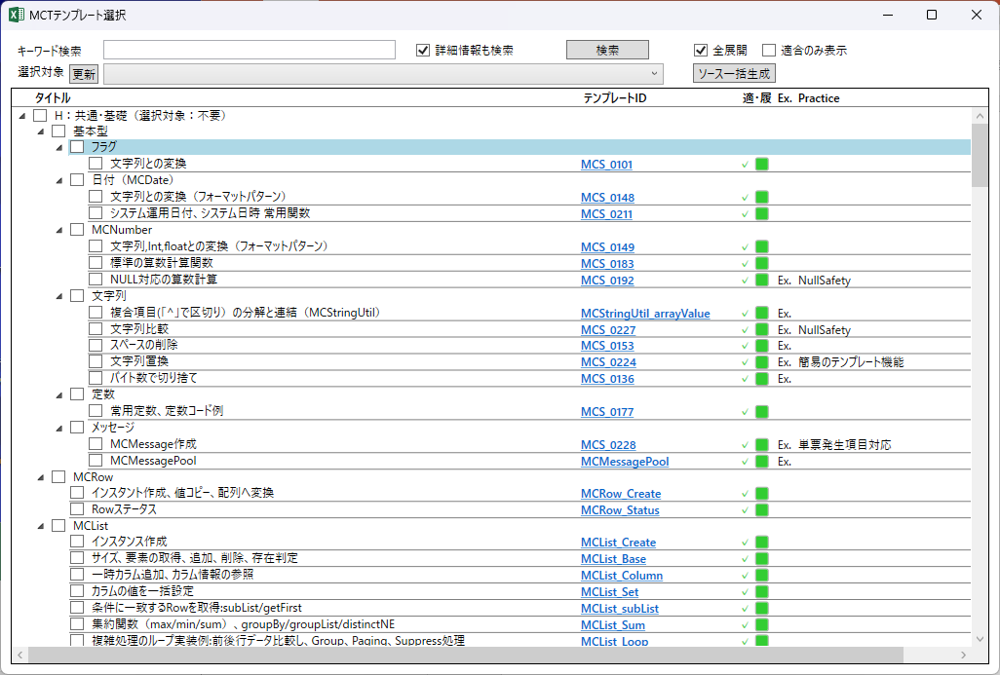 MCTテンプレート選択
キーワード検索 詳細情報も検索 検索 全展開 適合のみ表示
選択対象 更新 ソース一括生成
タイトル テンプレートID 適・履 Ex. Practice
H：共通・基礎（選択対象：不要）
基本型
フラグ
文字列との変換 MCS_0101 ✓
日付（MCDate）
文字列との変換（フォーマットパターン） MCS_0148 ✓
システム運用日付、システム日時 常用関数 MCS_0211 ✓
MCNumber
文字列,Int,floatとの変換（フォーマットパターン） MCS_0149 ✓
標準の算数計算関数 MCS_0183 ✓
NULL対応の算数計算 MCS_0192 ✓ Ex. NullSafety
文字列
複合項目(「^」で区切り）の分解と連結（MCStringUtil） MCStringUtil_arrayValue ✓ Ex.
文字列比較 MCS_0227 ✓ Ex. NullSafety
スペースの削除 MCS_0153 ✓ Ex.
文字列置換 MCS_0224 ✓ Ex. 簡易のテンプレート機能
バイト数で切り捨て MCS_0136 ✓ Ex.
定数
常用定数、定数コード例 MCS_0177 ✓
メッセージ
MCMessage作成 MCS_0228 ✓ Ex. 単票発生項目対応
MCMessagePool MCMessagePool ✓ Ex.
MCRow
インスタント作成、値コピー、配列へ変換 MCRow_Create ✓
Rowステータス MCRow_Status ✓
MCList
インスタンス作成 MCList_Create ✓
サイズ、要素の取得、追加、削除、存在判定 MCList_Base ✓
一時カラム追加、カラム情報の参照 MCList_Column ✓
カラムの値を一括設定 MCList_Set ✓
条件に一致するRowを取得:subList/getFirst MCList_subList ✓
集約関数（max/min/sum）、groupBy/groupList/distinctNE MCList_Sum ✓
複雑処理のループ実装例:前後行データ比較し、Group、Paging、Suppress処理 MCList_Loop ✓